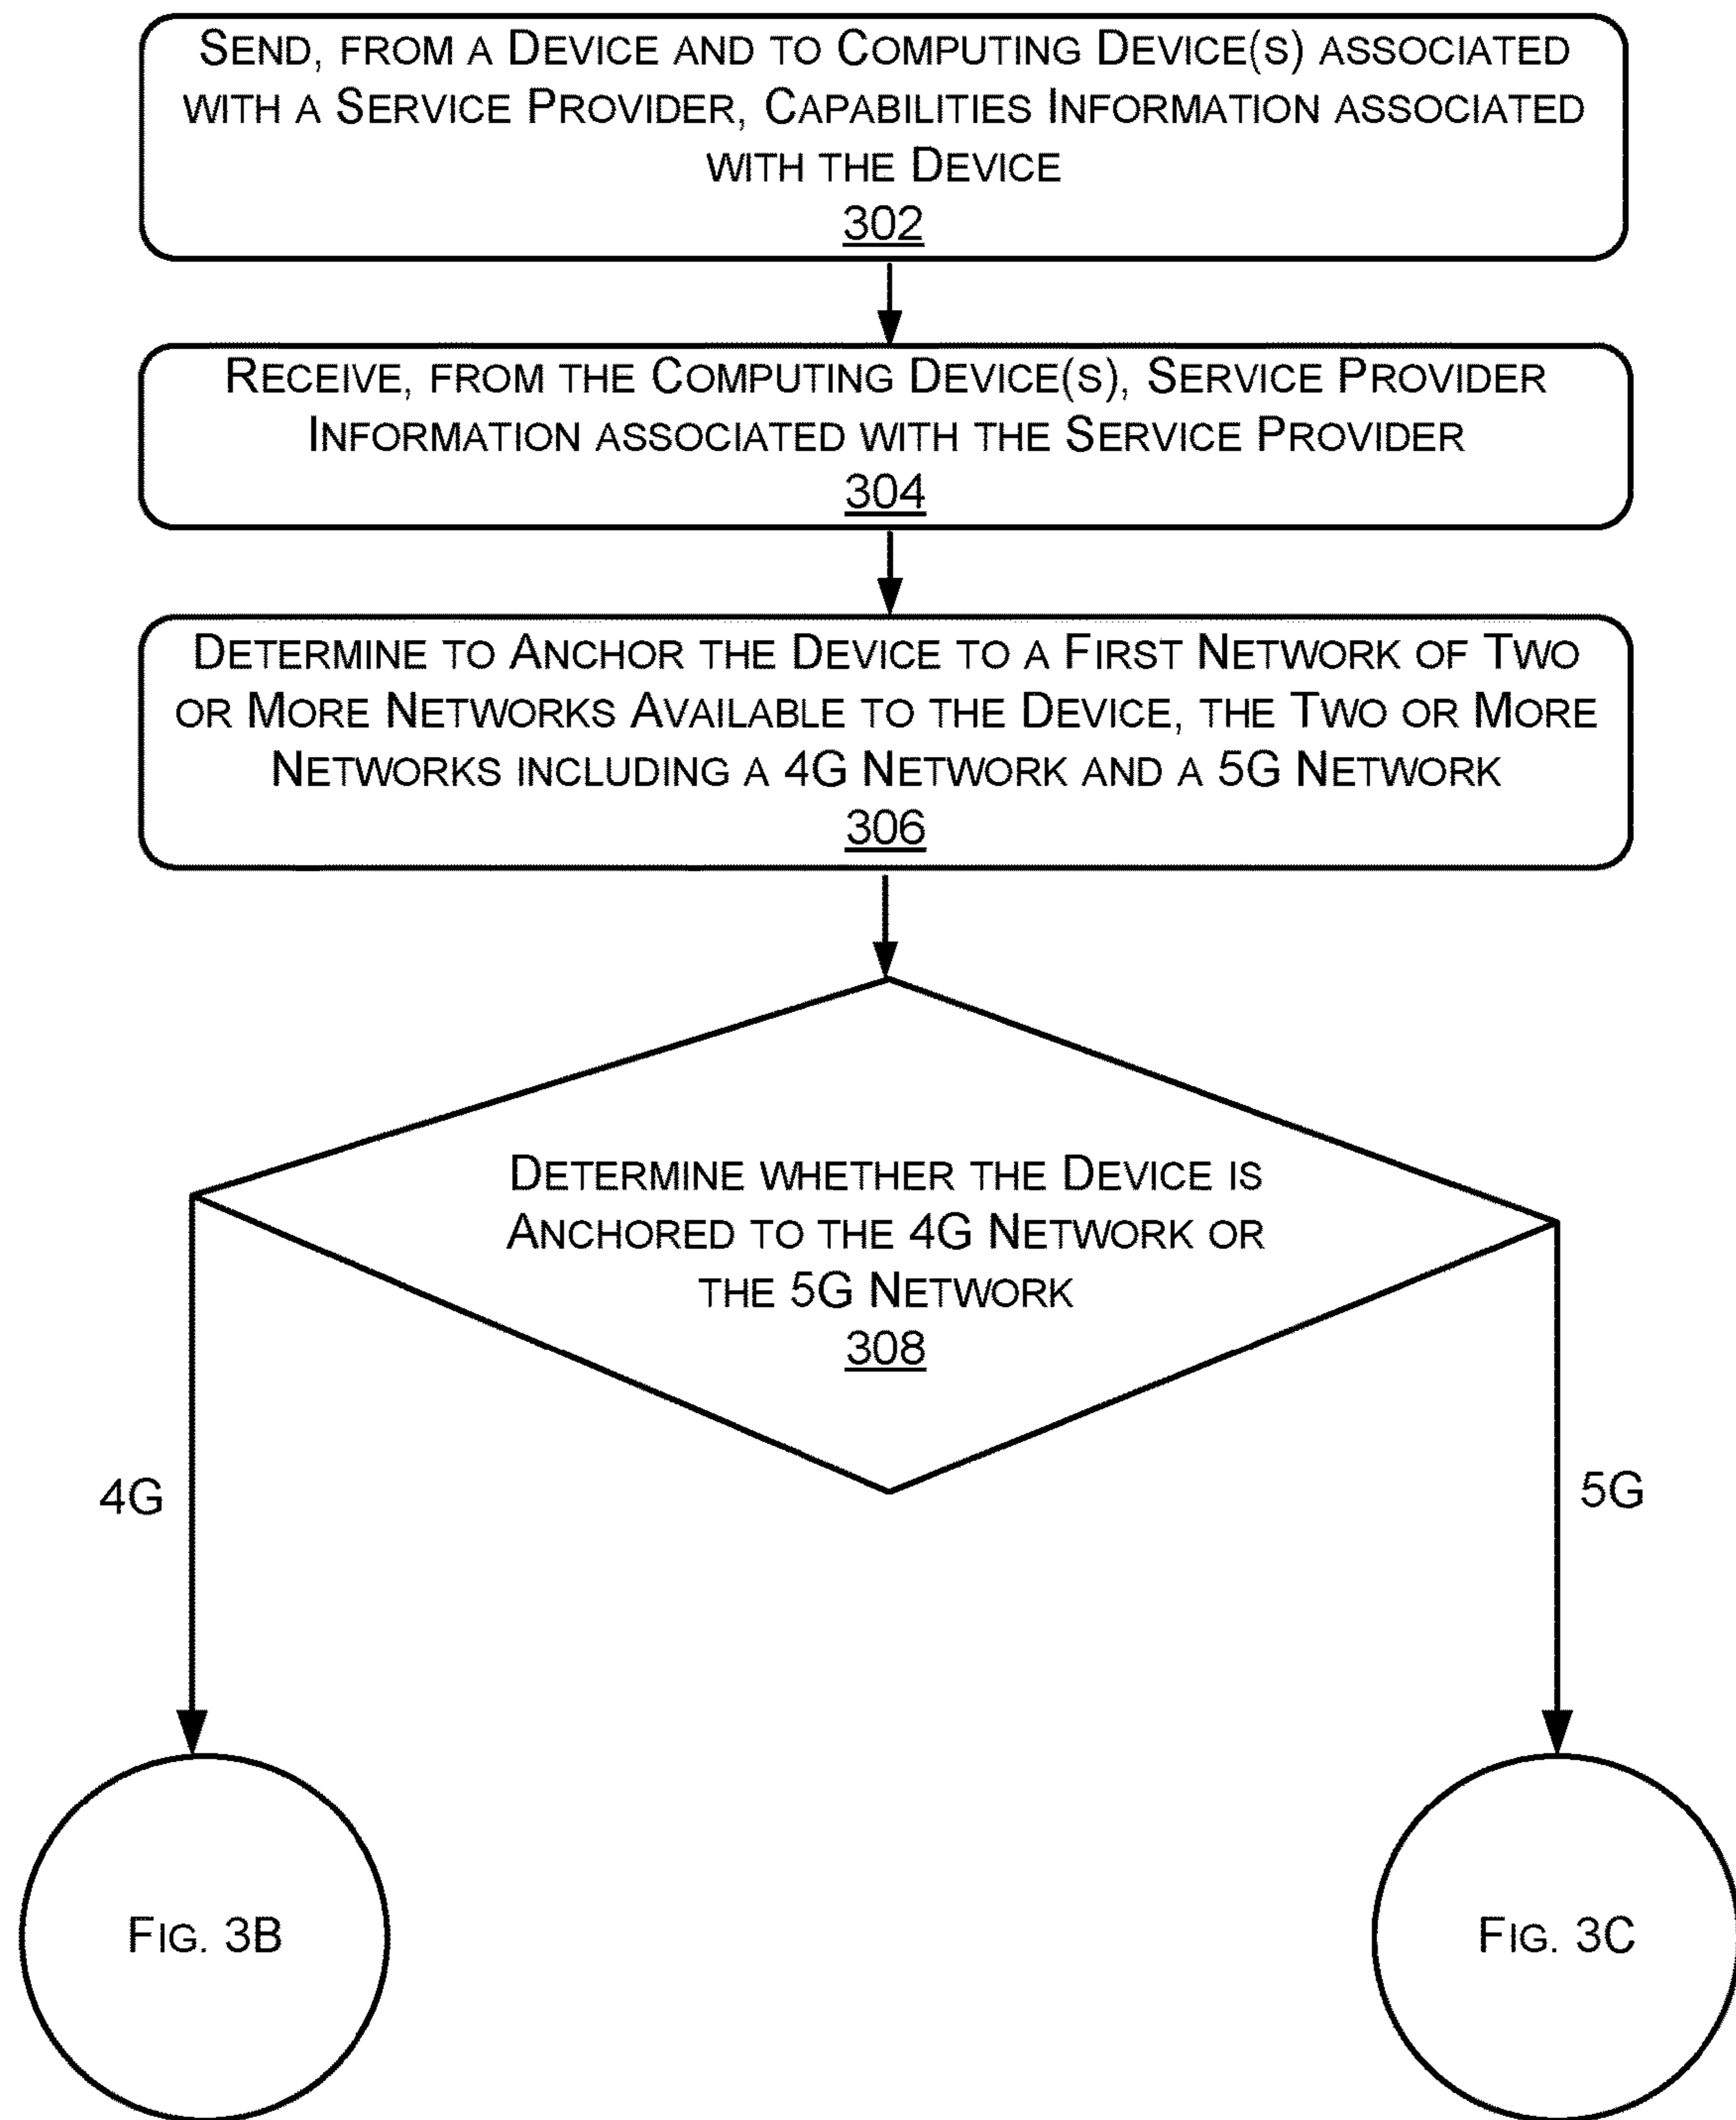 SEND, FROM A DEVICE AND TO COMPUTING DEVICE(S) ASSOCIATED
WITH A SERVICE PROVIDER, CAPABILITIES INFORMATION ASSOCIATED
WITH THE DEVICE
302
RECEIVE, FROM THE COMPUTING DEVICE(S), SERVICE PROVIDER
INFORMATION ASSOCIATED WITH THE SERVICE PROVIDER
304
DETERMINE TO ANCHOR THE DEVICE TO A FIRST NETWORK OF TWO
OR MORE NETWORKS AVAILABLE TO THE DEVICE, THE TWO OR MORE
NETWORKS INCLUDING A 4G NETWORK AND A 5G NETWORK
306
DETERMINE WHETHER THE DEVICE IS
ANCHORED TO THE 4G NETWORK OR
THE 5G NETWORK
308
4G
5G
FIG. 3B
FIG. 3C